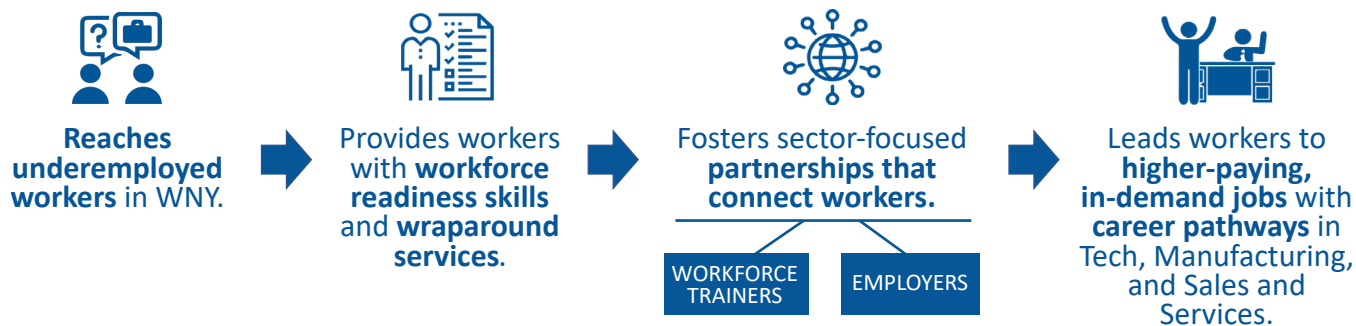 ?
Reaches
underemployed
workers in WNY.
Provides workers
with workforce
readiness skills
and wraparound
services.
Fosters sector-focused
partnerships that
connect workers.
WORKFORCE
TRAINERS
EMPLOYERS
Leads workers to
higher-paying,
in-demand jobs with
career pathways in
Tech, Manufacturing,
and Sales and
Services.